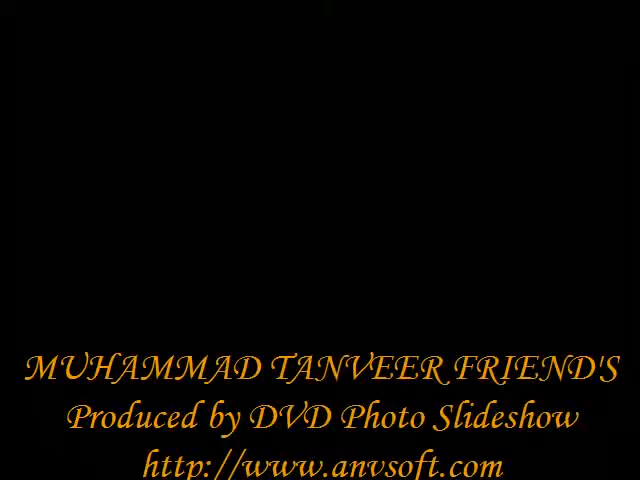 MUHAMMAD TANVEER FRIEND'S
Produced by DVD Photo Slideshow
http://www.anvsoft.com